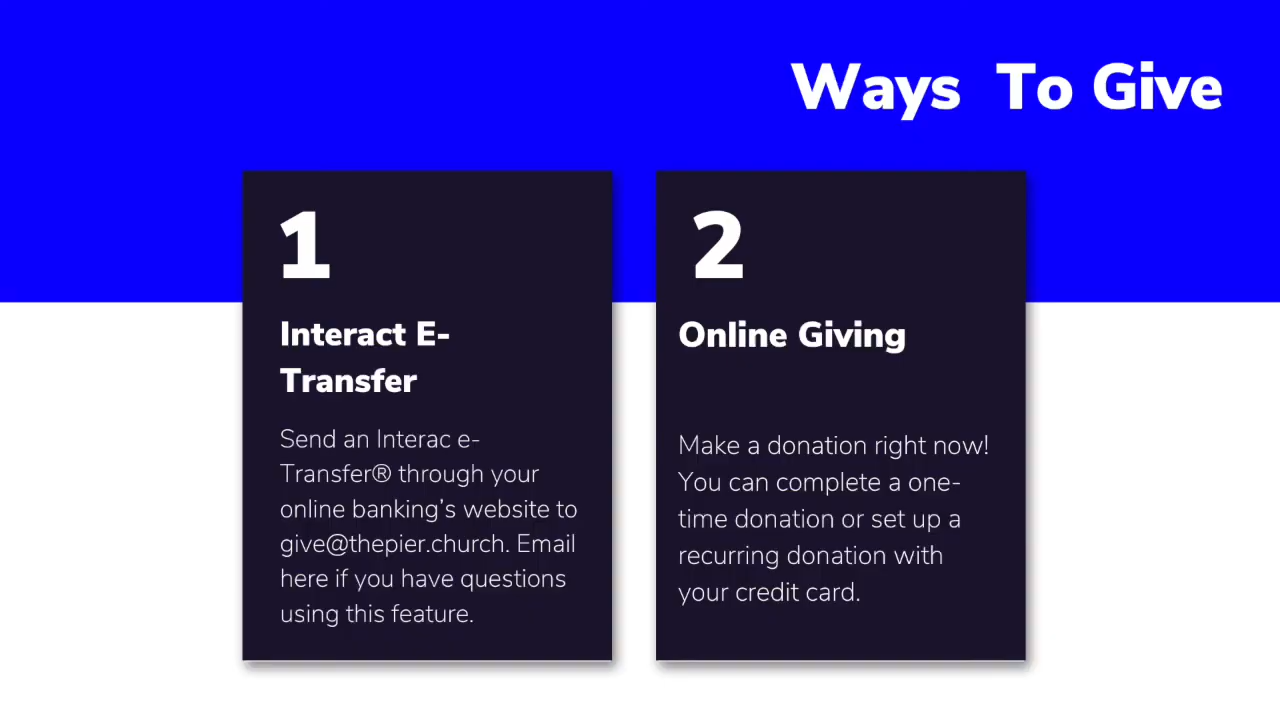 Ways To Give
1
Interact E-
Transfer
Send an Interac e-
Transfer® through your
online banking’s website to
give@thepier.church. Email
here if you have questions
using this feature.
2
Online Giving
Make a donation right now!
You can complete a one-
time donation or set up a
recurring donation with
your credit card.